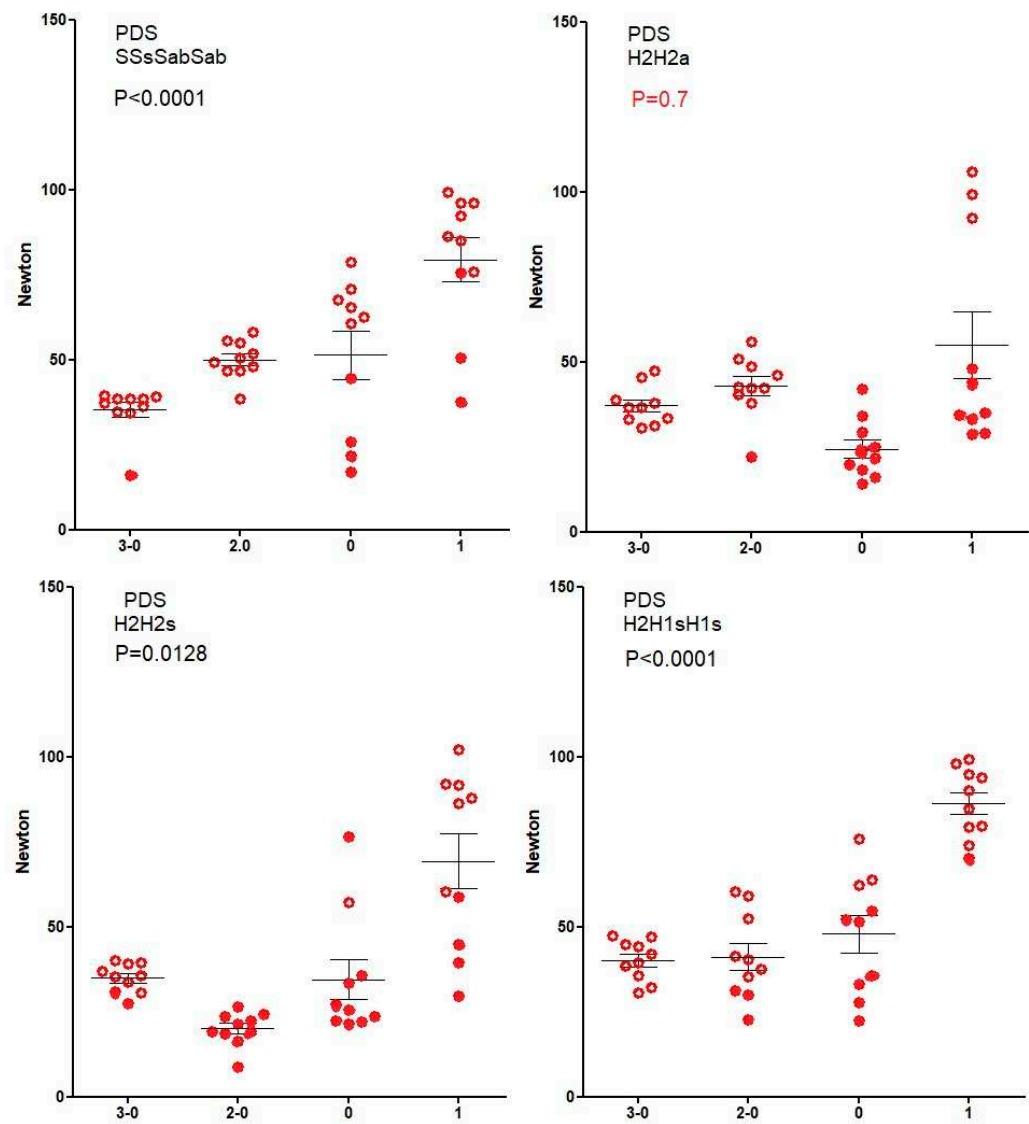 150
PDS
SSsSabSab
P<0.0001
100
Newton
50
0
3-0
2.0
0
1
150
PDS
H2H2a
P=0.7
100
Newton
50
0
3-0
2-0
0
1
150
PDS
H2H2s
P=0.0128
100
Newton
50
0
3-0
2-0
0
1
150
PDS
H2H1sH1s
P<0.0001
100
Newton
50
0
3-0
2-0
0
1